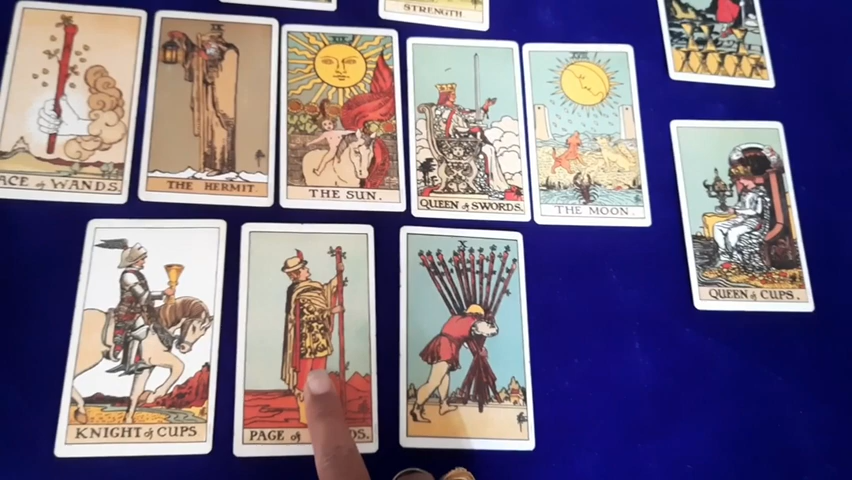 STRENGTH.
ACE of WANDS.
THE HERMIT.
THE SUN.
QUEEN of SWORDS.
THE MOON.
QUEEN of CUPS.
KNIGHT of CUPS
PAGE of DS.
X